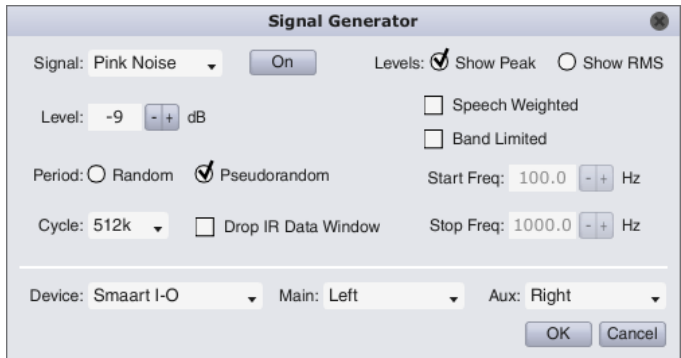 Signal Generator
Signal: Pink Noise On Levels: Show Peak Show RMS
Level: -9 - + dB Speech Weighted
Band Limited
Period: Random Pseudorandom Start Freq: 100.0 - + Hz
Cycle: 512k Drop IR Data Window Stop Freq: 1000.0 - + Hz
Device: Smaart I-O Main: Left Aux: Right
OK Cancel